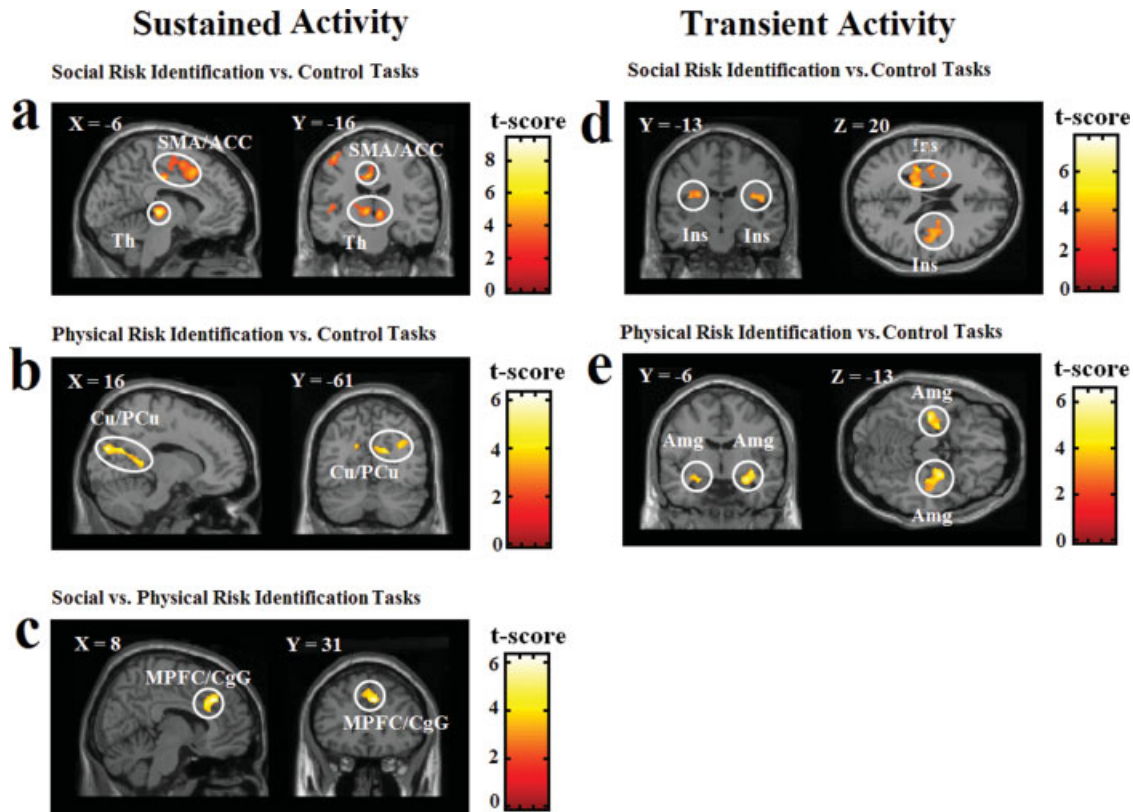 Sustained Activity
Social Risk Identification vs. Control Tasks
a
X = -6
Y = -16
SMA/ACC
SMA/ACC
Th
Th
t-score
8
6
4
2
0
Physical Risk Identification vs. Control Tasks
b
X = 16
Y = -61
Cu/PCu
Cu/PCu
t-score
6
4
2
0
Social vs. Physical Risk Identification Tasks
c
X = 8
Y = 31
MPFC/CgG
MPFC/CgG
t-score
6
4
2
0
Transient Activity
Social Risk Identification vs. Control Tasks
d
Y = -13
Z = 20
Ins
Ins
Ins
Ins
t-score
6
4
2
0
Physical Risk Identification vs. Control Tasks
e
Y = -6
Z = -13
Amg
Amg
Amg
Amg
t-score
6
4
2
0